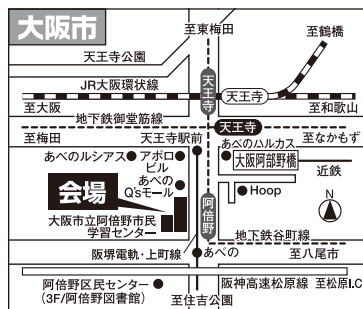 大阪市
至東梅田
至鶴橋
天王寺公園
JR大阪環状線
天王寺
天王寺
至大阪
至和歌山
地下鉄御堂筋線
天王寺
至梅田
天王寺駅前
至なかもず
あべのハルカス
あべのルシアス
アポロ
ビル
大阪阿部野橋
近鉄
あべの
Q'sモール
会場
Hoop
N
大阪市立阿倍野市民
学習センター
阿倍野
地下鉄谷町線
阪堺電軌・上町線
あべの
至八尾市
阿倍野区民センター
(3F/阿倍野図書館)
阪神高速松原線
至松原I.C
至住吉公園